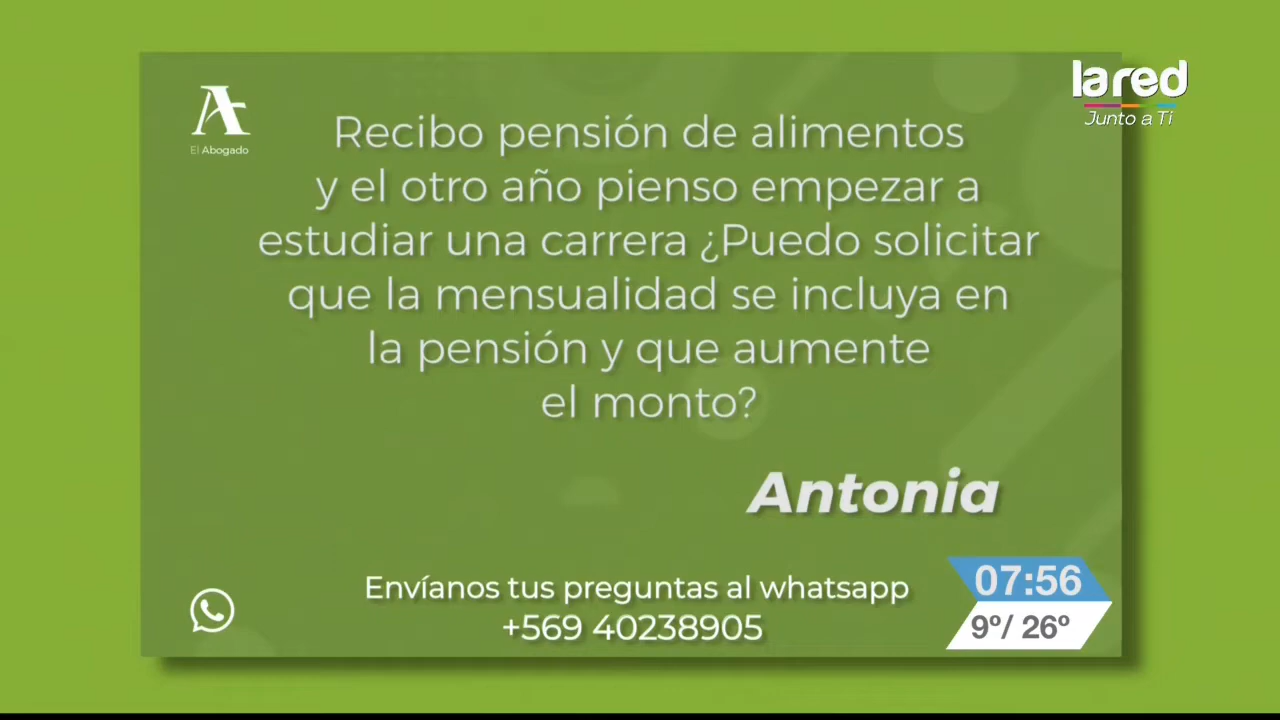 lared
Junto a Ti
El Abogado
Recibo pensión de alimentos
y el otro año pienso empezar a
estudiar una carrera ¿Puedo solicitar
que la mensualidad se incluya en
la pensión y que aumente
el monto?
Antonia
Envíanos tus preguntas al whatsapp
+569 40238905
07:56
9º/ 26º